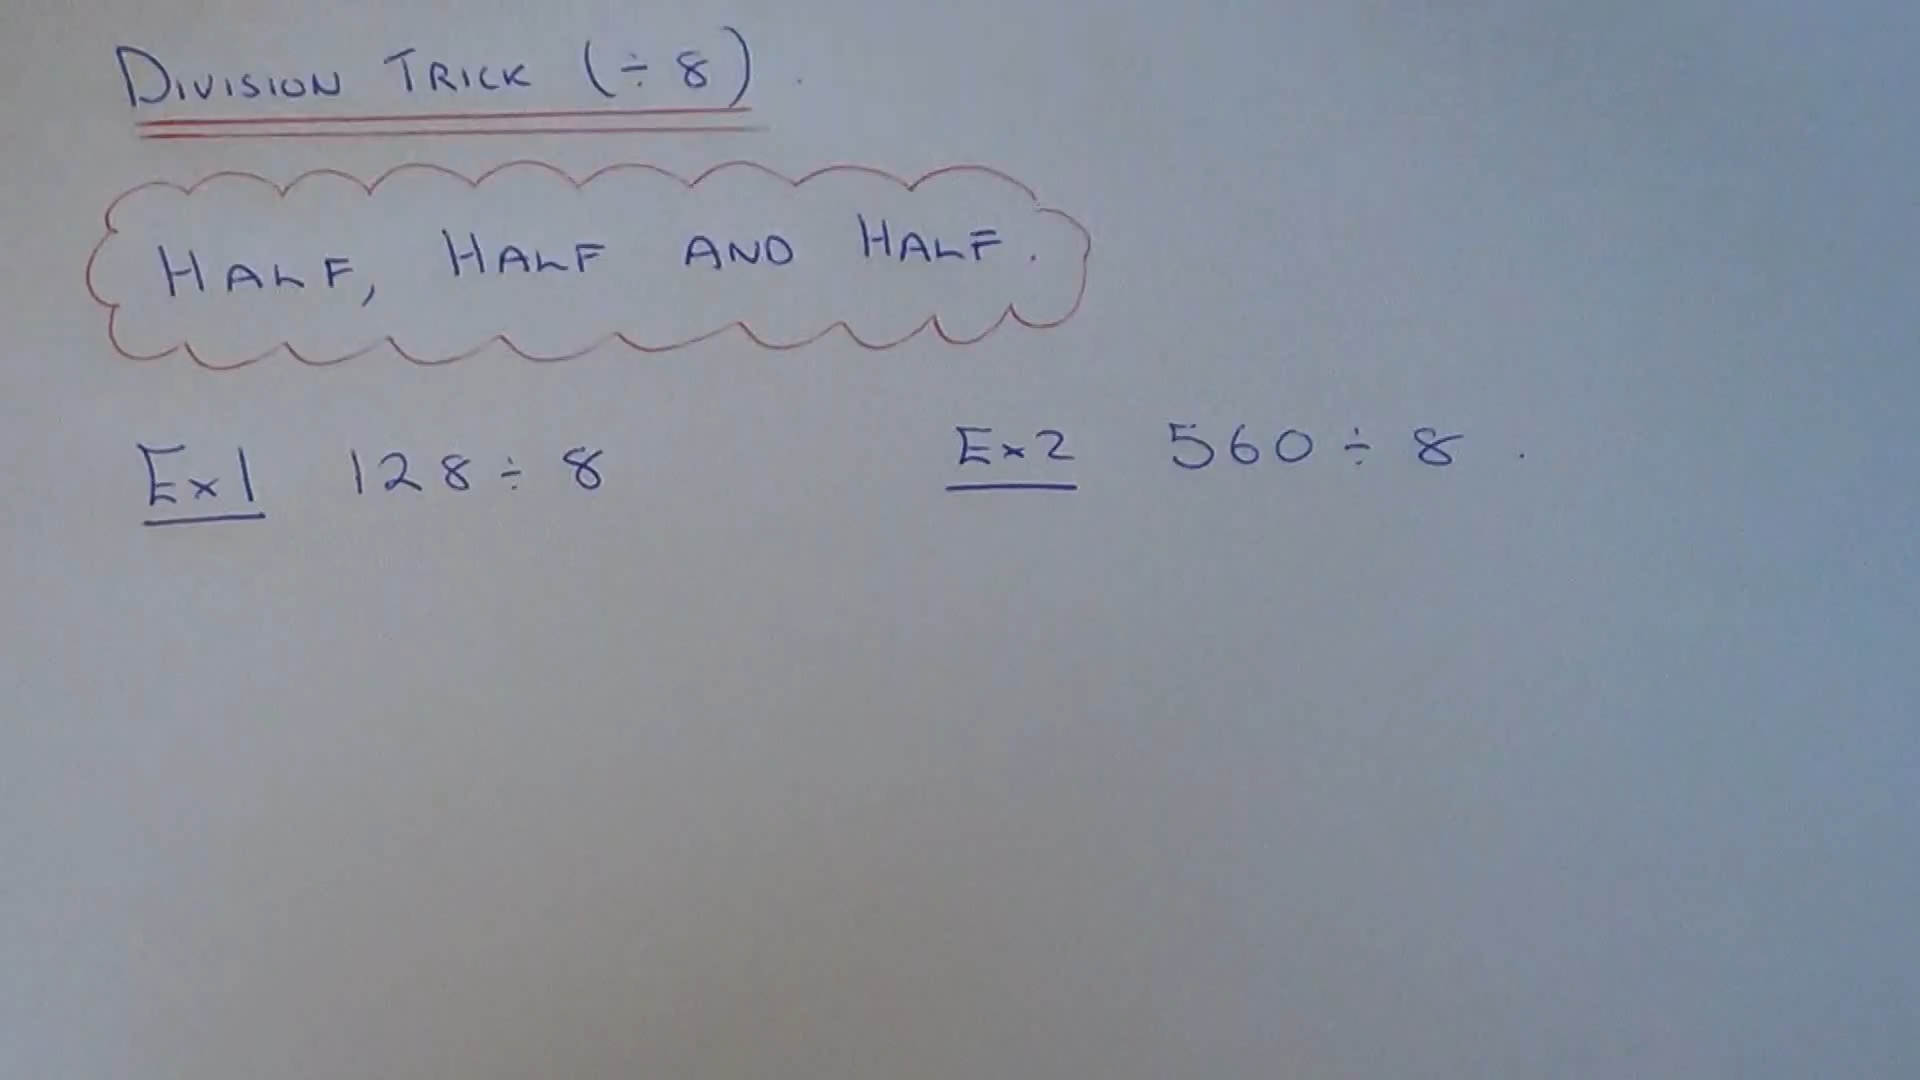 DIVISION TRICK (÷ 8)
HALF, HALF AND HALF.
Ex1 128 ÷ 8
Ex2 560 ÷ 8 .